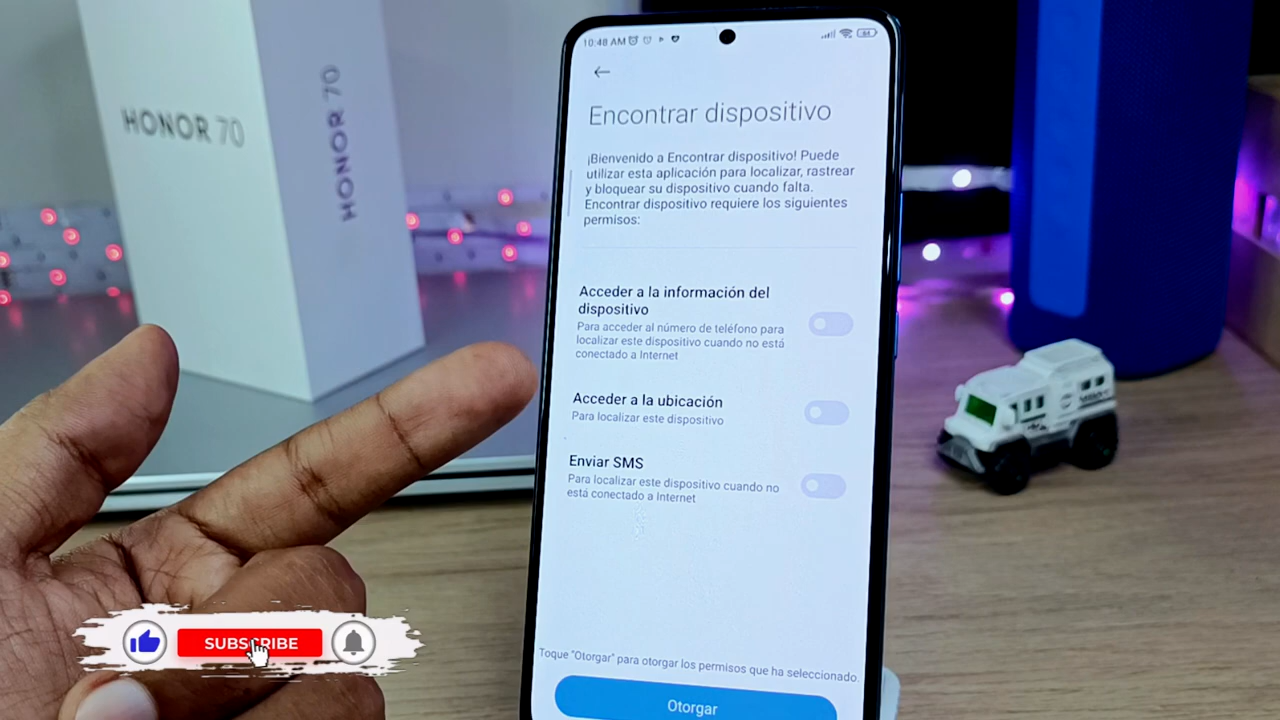 HONOR 70
HONOR 70
10:48 AM
64
Encontrar dispositivo
¡Bienvenido a Encontrar dispositivo! Puede
utilizar esta aplicación para localizar, rastrear
y bloquear su dispositivo cuando falta.
Encontrar dispositivo requiere los siguientes
permisos:
Acceder a la información del
dispositivo
Para acceder al número de teléfono para
localizar este dispositivo cuando no está
conectado a Internet
Acceder a la ubicación
Para localizar este dispositivo
Enviar SMS
Para localizar este dispositivo cuando no
está conectado a Internet
Toque "Otorgar" para otorgar los permisos que ha seleccionado.
Otorgar
SUBSCRIBE